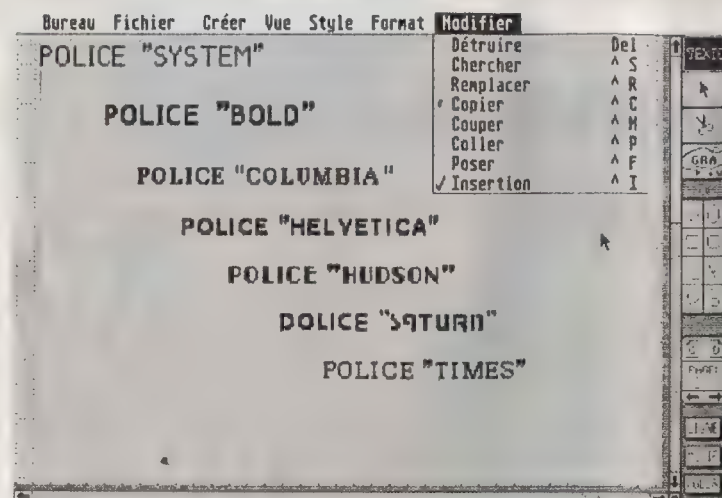 Bureau Fichier Créer Vue Style Format Modifier
Détruire Del
Chercher ^ S
Remplacer ^ R
Copier ^ C
Couper ^ M
Coller ^ P
Poser ^ F
✓ Insertion ^ I
POLICE "SYSTEM"
POLICE "BOLD"
POLICE "COLUMBIA"
POLICE "HELVETICA"
POLICE "HUDSON"
POLICE "SATURN"
POLICE "TIMES"
TEXTE
GRA